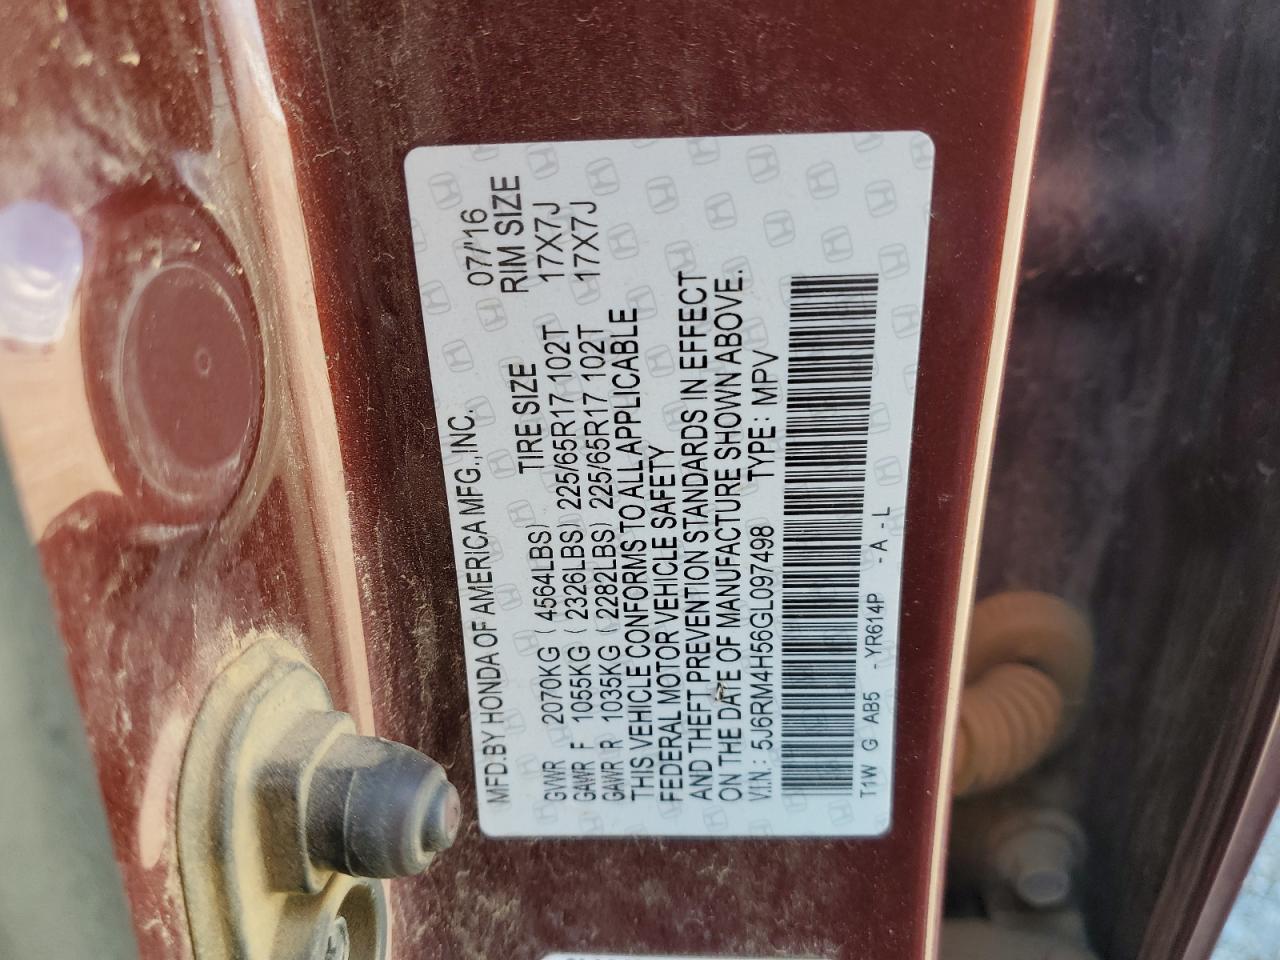 MFD.BY HONDA OF AMERICA MFG.,INC. 07/'16
TIRE SIZE RIM SIZE
GVWR 2070KG ( 4564LBS)
GAWR F 1055KG ( 2326LBS) 225/65R17 102T 17X7J
GAWR R 1035KG ( 2282LBS) 225/65R17 102T 17X7J
THIS VEHICLE CONFORMS TO ALL APPLICABLE
FEDERAL MOTOR VEHICLE SAFETY
AND THEFT PREVENTION STANDARDS IN EFFECT
ON THE DATE OF MANUFACTURE SHOWN ABOVE.
V.I.N.: 5J6RM4H56GL097498 TYPE: MPV
T1W G AB5 - YR614P - A - L